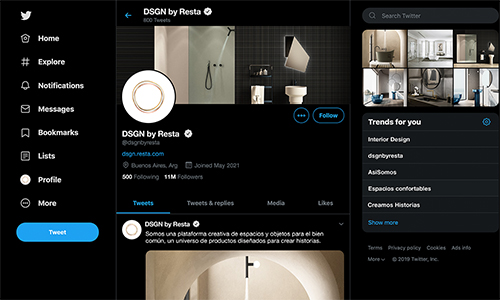 Home
Explore
Notifications
Messages
Bookmarks
Lists
Profile
More
Tweet
DSGN by Resta
800 Tweets
DSGN by Resta
@dsgnbyresta
dsgn.resta.com
Buenos Aires, Arg Joined May 2021
500 Following 11M Followers
Follow
Tweets Tweets & replies Media Likes
DSGN by Resta
Somos una plataforma creativa de espacios y objetos para el bien
común, un universo de productos diseñados para crear historias.
Search Twitter
Trends for you
Interior Design
dsgnbyresta
AsiSomos
Espacios confortables
Creamos Historias
Show more
Terms Privacy policy Cookies Ads info
More © 2019 Twitter, Inc.